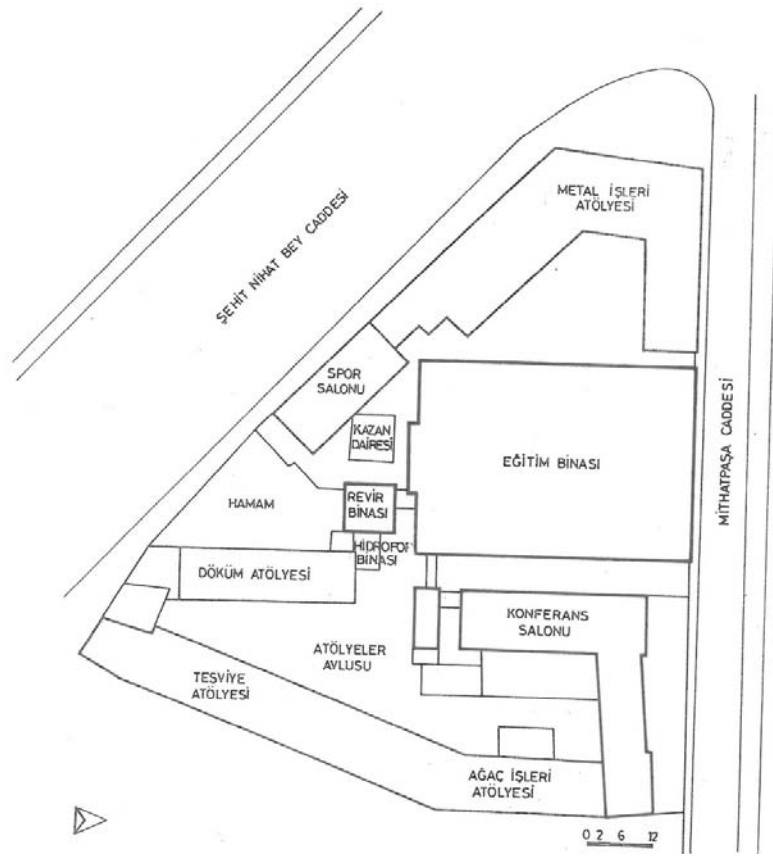 METAL İŞLERİ
ATÖLYESİ
ŞEHİT NİHAT BEY CADDESİ
SPOR
SALONU
MİTHATPAŞA CADDESİ
KAZAN
DAİRESİ
EĞİTİM BİNASI
HAMAM
REVİR
BİNASI
HİDROFOR
BİNASI
DÖKÜM ATÖLYESİ
KONFERANS
SALONU
ATÖLYELER
AVLUSU
TESVİYE
ATÖLYESİ
AĞAÇ İŞLERİ
ATÖLYESİ
0 2 6 12